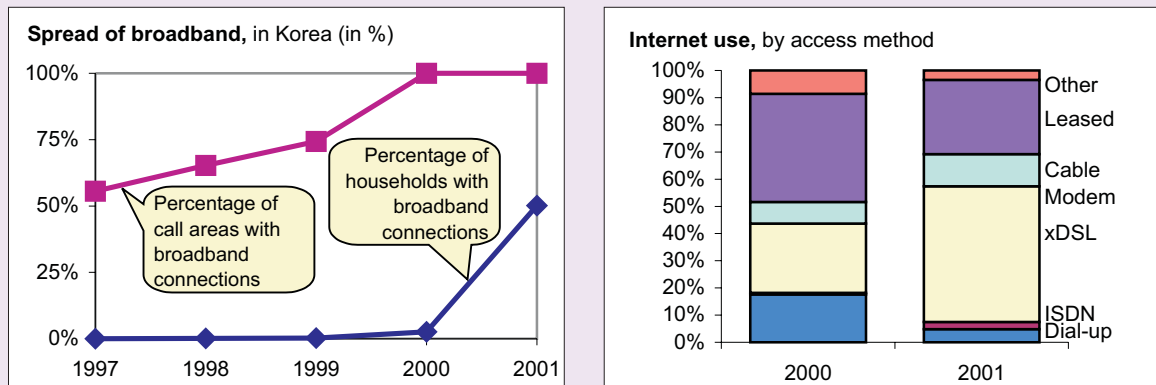 Spread of broadband, in Korea (in %)
100%
75%
50%
25%
0%
1997 1998 1999 2000 2001
Percentage of
call areas with
broadband
connections
Percentage of
households with
broadband
connections
Internet use, by access method
100%
90%
80%
70%
60%
50%
40%
30%
20%
10%
0%
2000 2001
Other
Leased
Cable
Modem
xDSL
ISDN
Dial-up